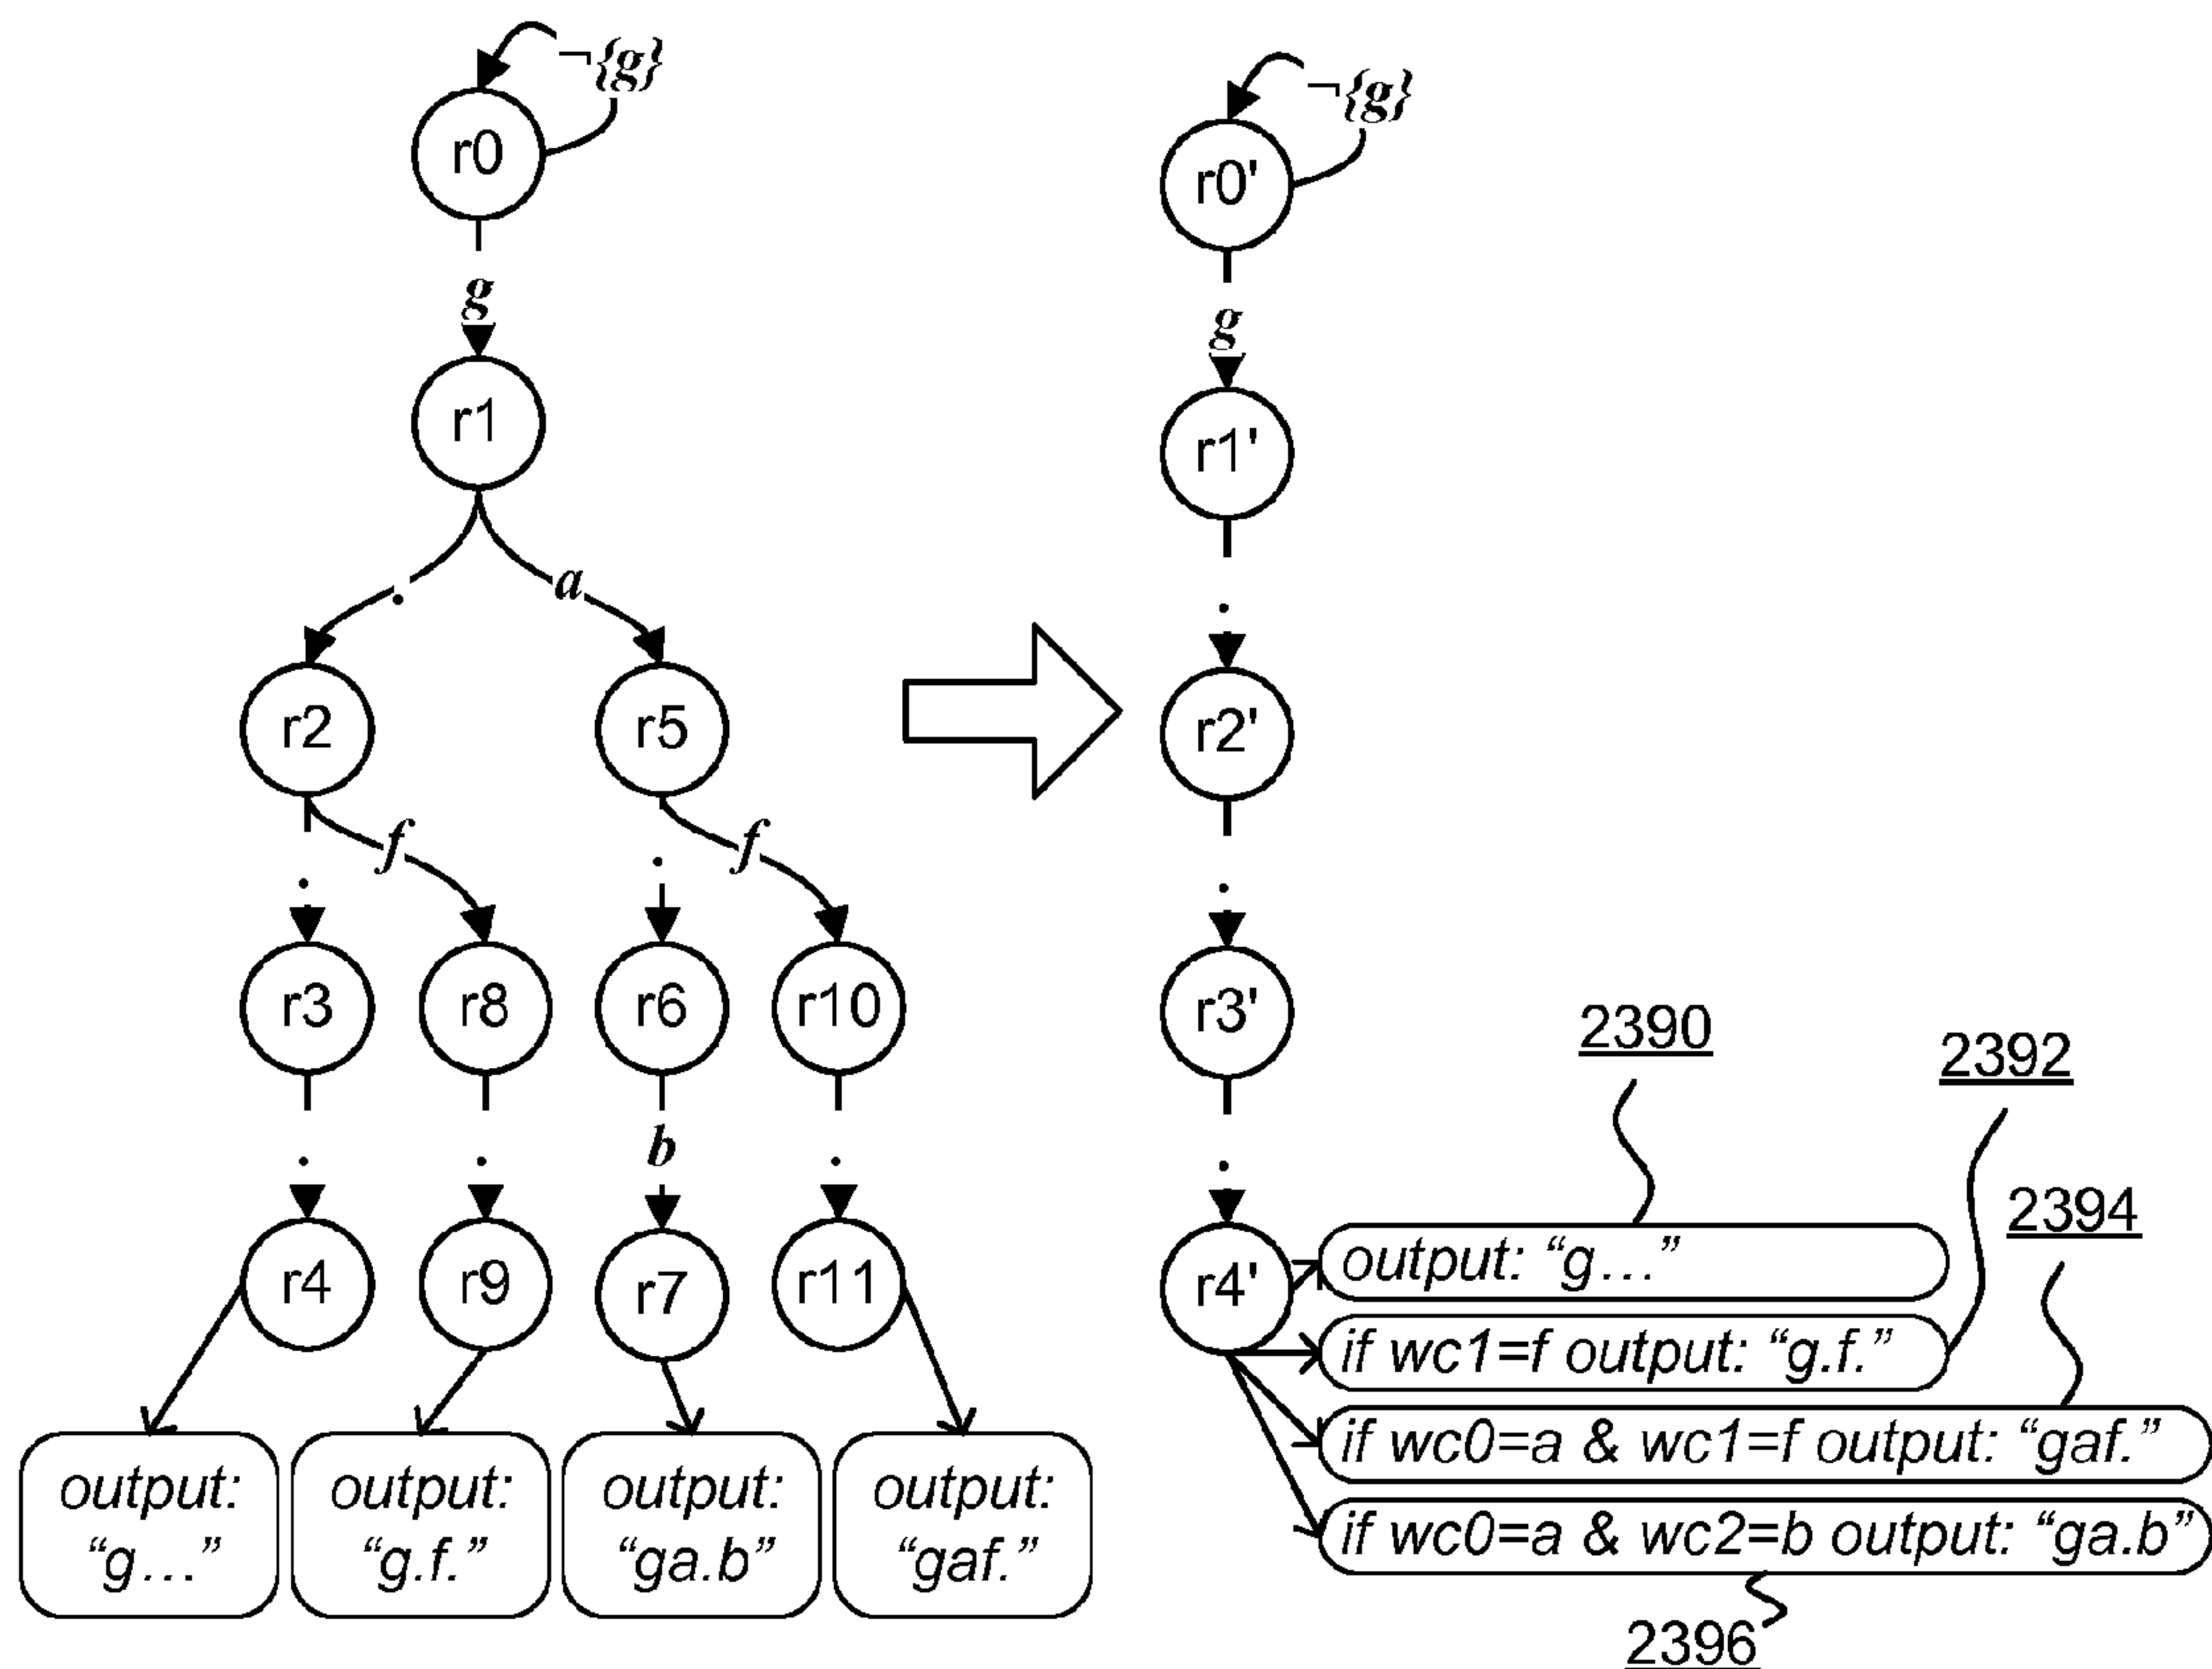 ¬{g}
r0
g
r1
.
a
r2
r5
.
f
.
f
r3
r8
r6
r10
.
.
b
.
r4
r9
r7
r11
output:
“g...”
output:
“g.f.”
output:
“ga.b”
output:
“gaf.”
¬{g}
r0'
g
r1'
.
r2'
.
r3'
.
r4'
2390
2392
2394
output: “g...”
if wc1=f output: “g.f.”
if wc0=a & wc1=f output: “gaf.”
if wc0=a & wc2=b output: “ga.b”
2396